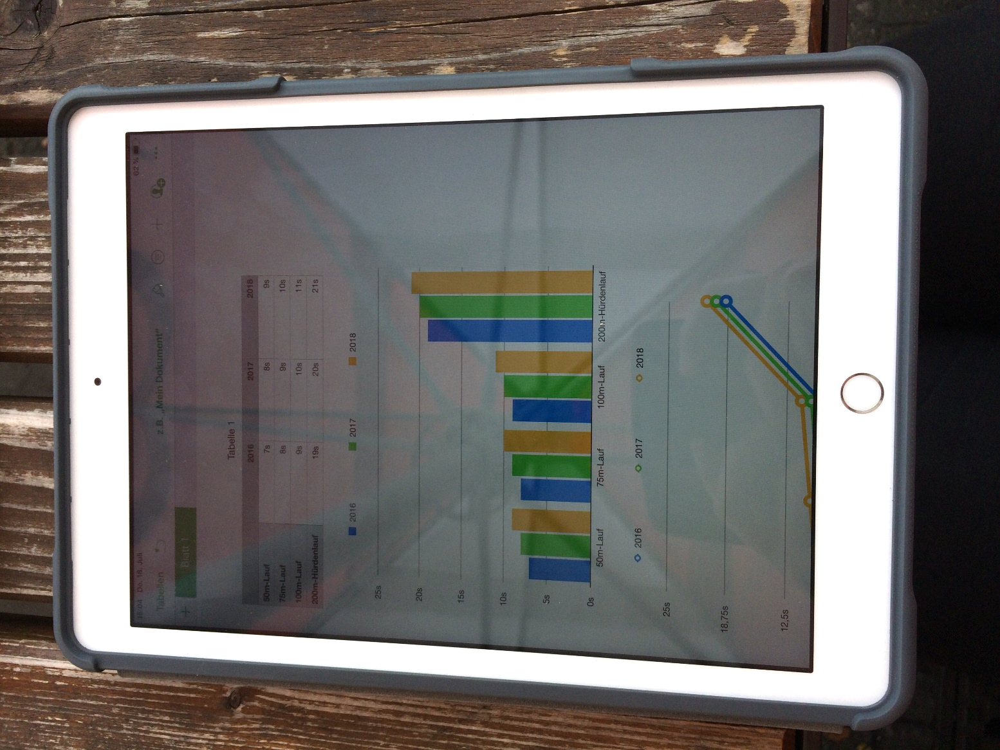 16:04 Do. 18. Juli 62 %
Tabellen z.B. „Mein Dokument“
Blatt 1
Tabelle 1
2016 2017 2018
50m-Lauf 7s 8s 9s
75m-Lauf 8s 9s 10s
100m-Lauf 9s 10s 11s
200m-Hürdenlauf 19s 20s 21s
2016 2017 2018
25s
20s
15s
10s
5s
0s
50m-Lauf 75m-Lauf 100m-Lauf 200m-Hürdenlauf
2016 2017 2018
25s
18,75s
12,5s